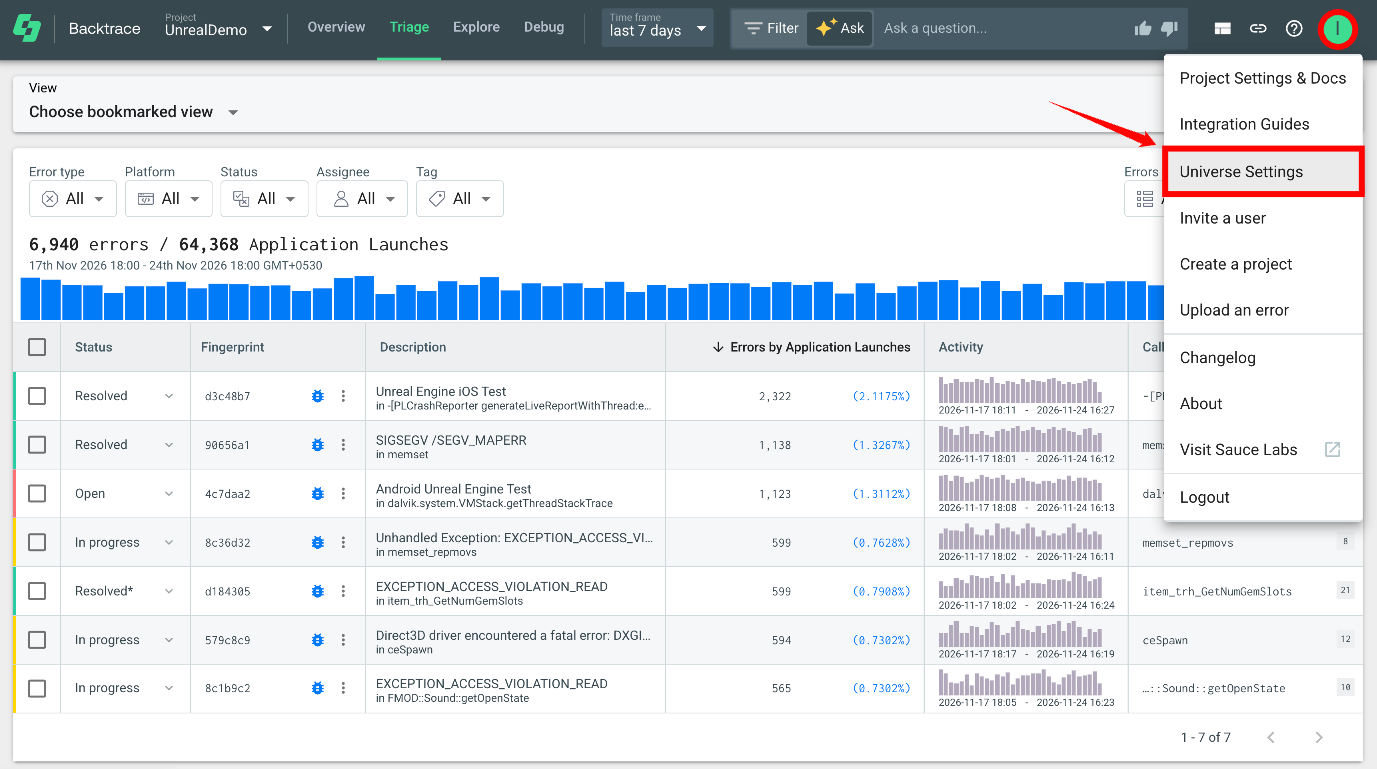 Backtrace
Project
UnrealDemo
Overview
Triage
Explore
Debug
Time frame
last 7 days
Filter
Ask
Ask a question...
I
Project Settings & Docs
Integration Guides
Universe Settings
Invite a user
Create a project
Upload an error
Changelog
About
Visit Sauce Labs
Logout
View
Choose bookmarked view
Error type
Platform
Status
Assignee
Tag
Errors
All
All
All
All
All
6,940 errors / 64,368 Application Launches
17th Nov 2026 18:00 - 24th Nov 2026 18:00 GMT+0530
Status
Fingerprint
Description
Errors by Application Launches
Activity
Resolved
d3c48b7
Unreal Engine iOS Test
in -[PLCrashReporter generateLiveReportWithThread:e...
2,322
(2.1175%)
2026-11-17 18:11 - 2026-11-24 16:27
Resolved
90656a1
SIGSEGV /SEGV_MAPERR
in memset
1,138
(1.3267%)
2026-11-17 18:01 - 2026-11-24 16:12
Open
4c7daa2
Android Unreal Engine Test
in dalvik.system.VMStack.getThreadStackTrace
1,123
(1.3112%)
2026-11-17 18:08 - 2026-11-24 16:13
In progress
8c36d32
Unhandled Exception: EXCEPTION_ACCESS_VI...
in memset_repmovs
599
(0.7628%)
2026-11-17 18:02 - 2026-11-24 16:11
memset_repmovs
8
Resolved*
d184305
EXCEPTION_ACCESS_VIOLATION_READ
in item_trh_GetNumGemSlots
599
(0.7908%)
2026-11-17 18:02 - 2026-11-24 16:24
item_trh_GetNumGemSlots
21
In progress
579c8c9
Direct3D driver encountered a fatal error: DXGI...
in ceSpawn
594
(0.7302%)
2026-11-17 18:17 - 2026-11-24 16:19
ceSpawn
12
In progress
8c1b9c2
EXCEPTION_ACCESS_VIOLATION_READ
in FMOD::Sound::getOpenState
565
(0.7302%)
2026-11-17 18:05 - 2026-11-24 16:23
…::Sound::getOpenState
10
1 - 7 of 7